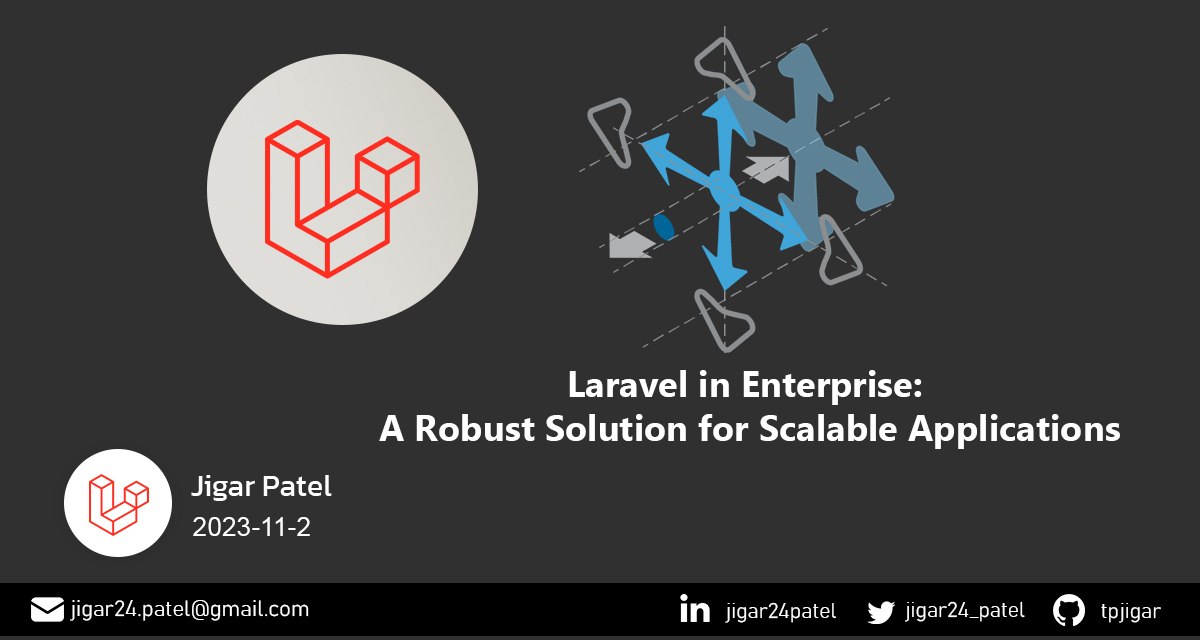 Laravel in Enterprise:
A Robust Solution for Scalable Applications
Jigar Patel
2023-11-2
jigar24.patel@gmail.com
in jigar24patel
jigar24_patel
tpjigar